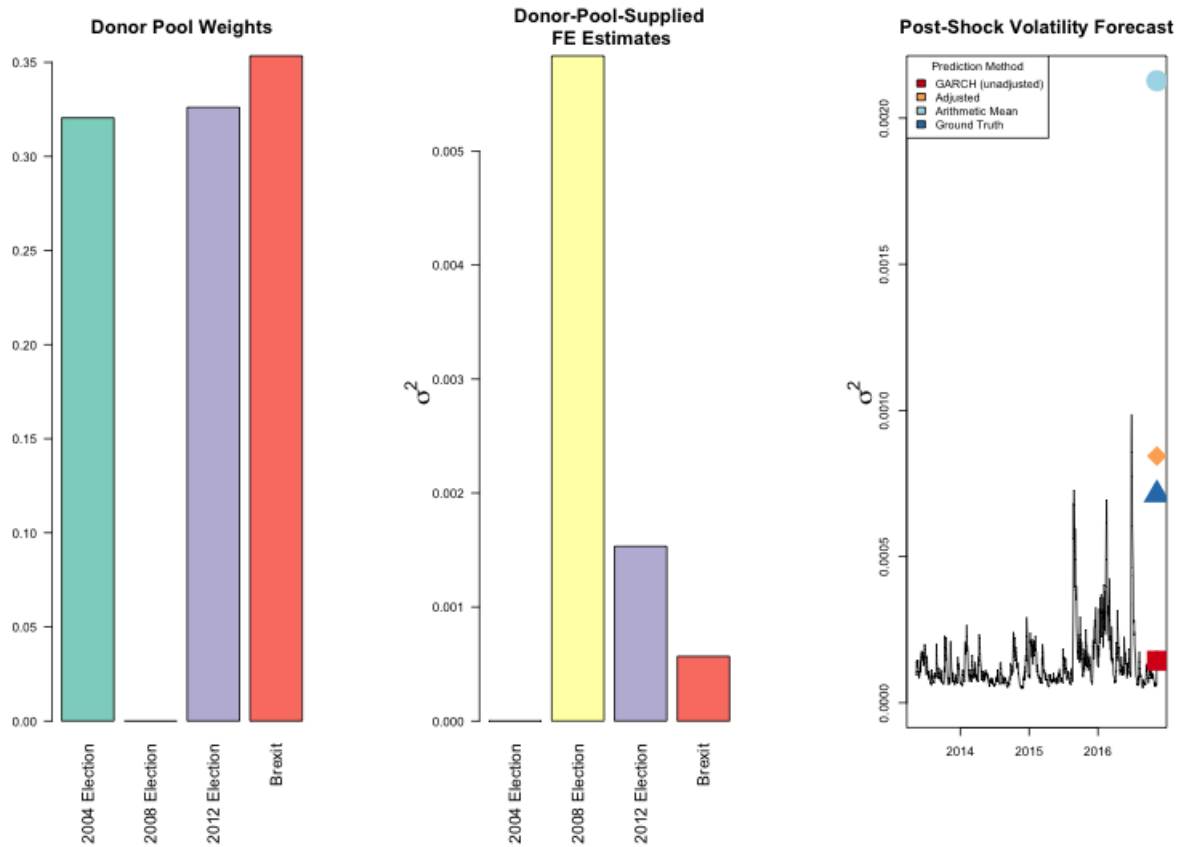 Donor Pool Weights
0.35
0.30
0.25
0.20
0.15
0.10
0.05
0.00
2004 Election
2008 Election
2012 Election
Brexit
Donor-Pool-Supplied
FE Estimates
σ²
0.005
0.004
0.003
0.002
0.001
0.000
2004 Election
2008 Election
2012 Election
Brexit
Post-Shock Volatility Forecast
Prediction Method
GARCH (unadjusted)
Adjusted
Arithmetic Mean
Ground Truth
σ²
0.0020
0.0015
0.0010
0.0005
0.0000
2014
2015
2016